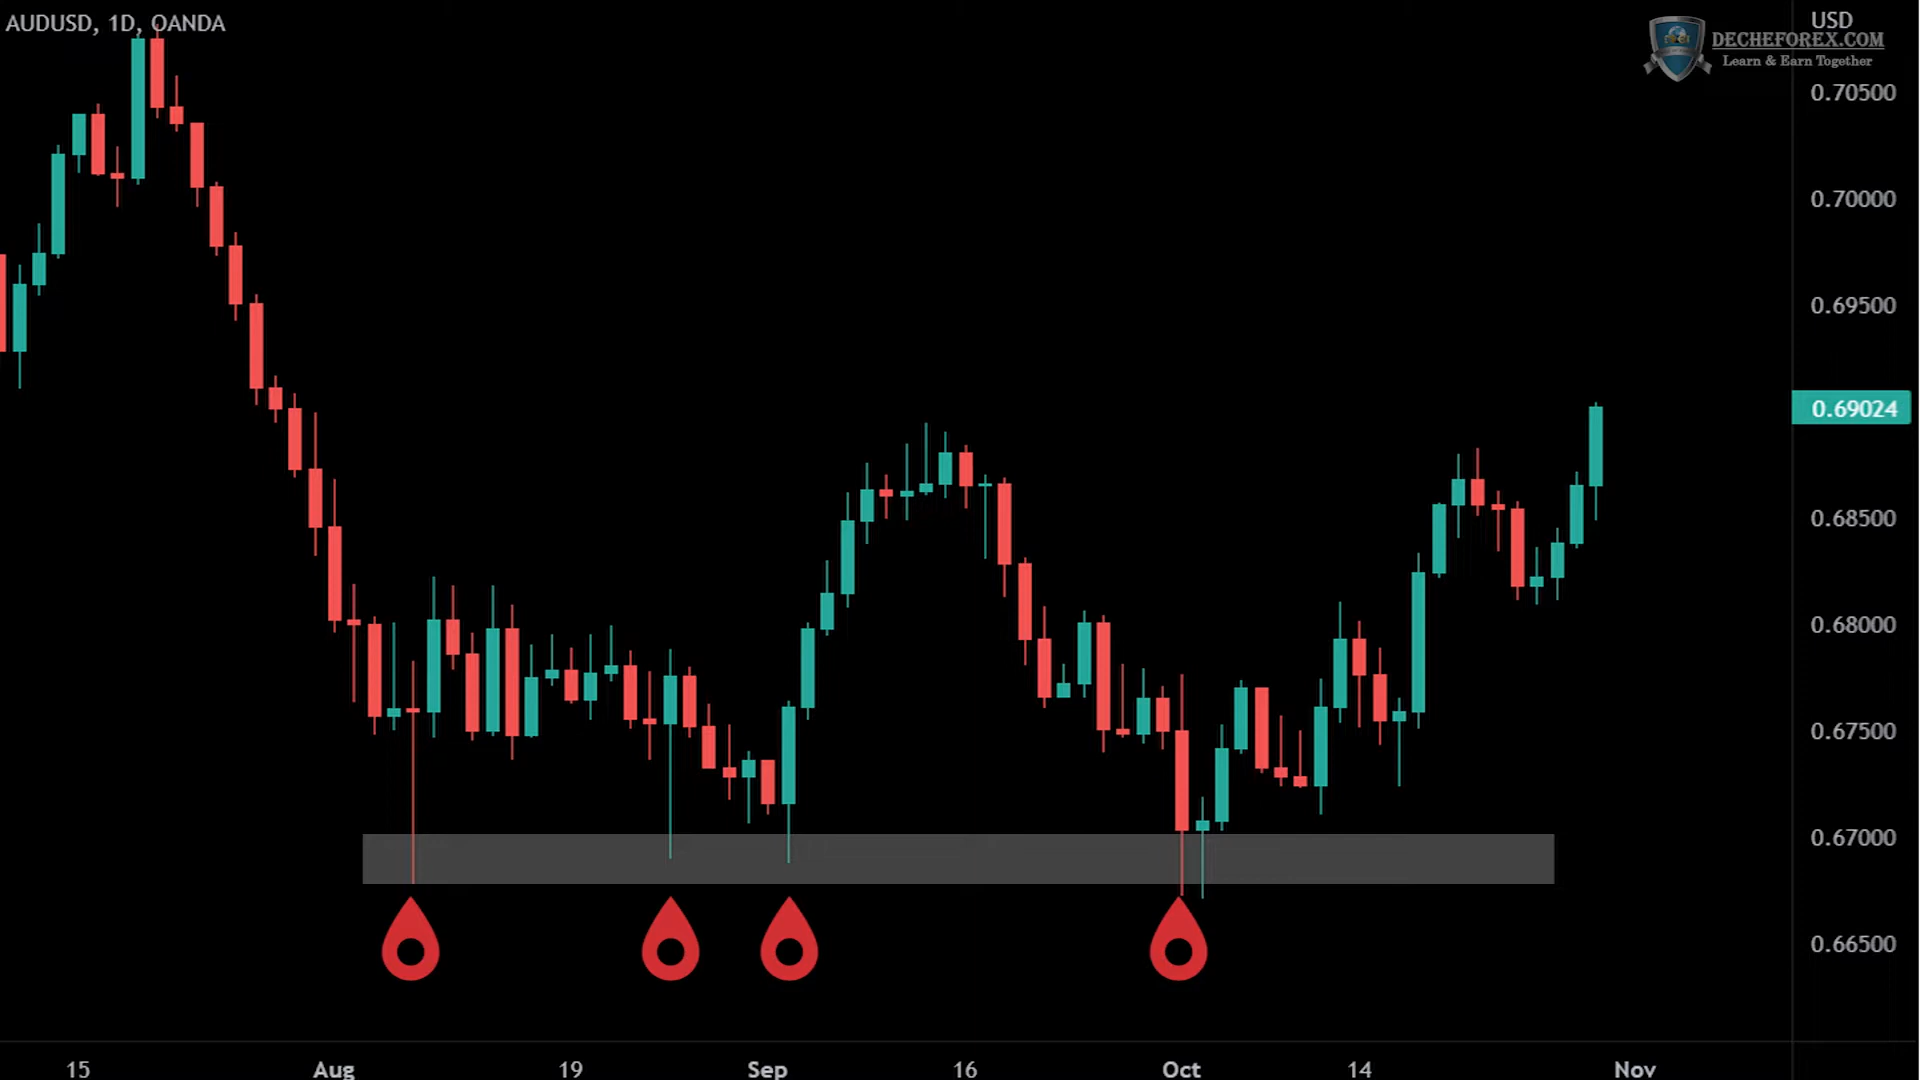 AUDUSD, 1D, OANDA
USD
DECHEFOREX.COM
Learn & Earn Together
0.70500
0.70000
0.69500
0.69024
0.68500
0.68000
0.67500
0.67000
0.66500
15 Aug 19 Sep 16 Oct 14 Nov